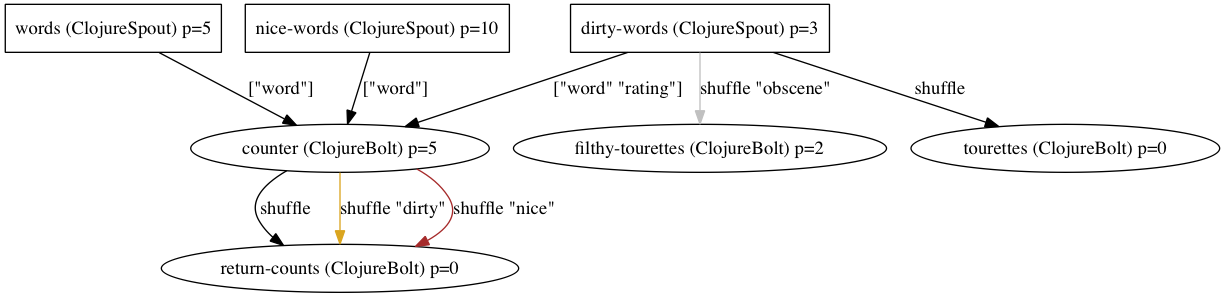 words (ClojureSpout) p=5
nice-words (ClojureSpout) p=10
dirty-words (ClojureSpout) p=3
["word"]
["word"]
["word" "rating"]
shuffle "obscene"
shuffle
counter (ClojureBolt) p=5
filthy-tourettes (ClojureBolt) p=2
tourettes (ClojureBolt) p=0
shuffle
shuffle "dirty"
shuffle "nice"
return-counts (ClojureBolt) p=0